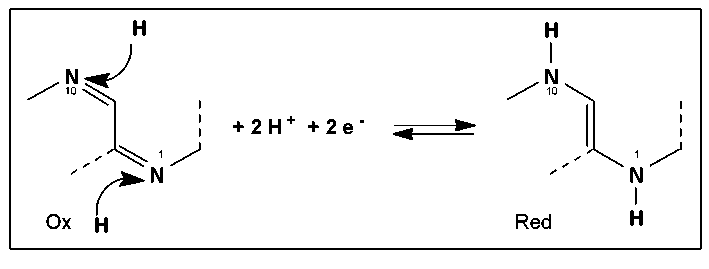 H H
N N
10 10
+ 2 H⁺ + 2 e⁻
1 1
N N
H H
Ox Red